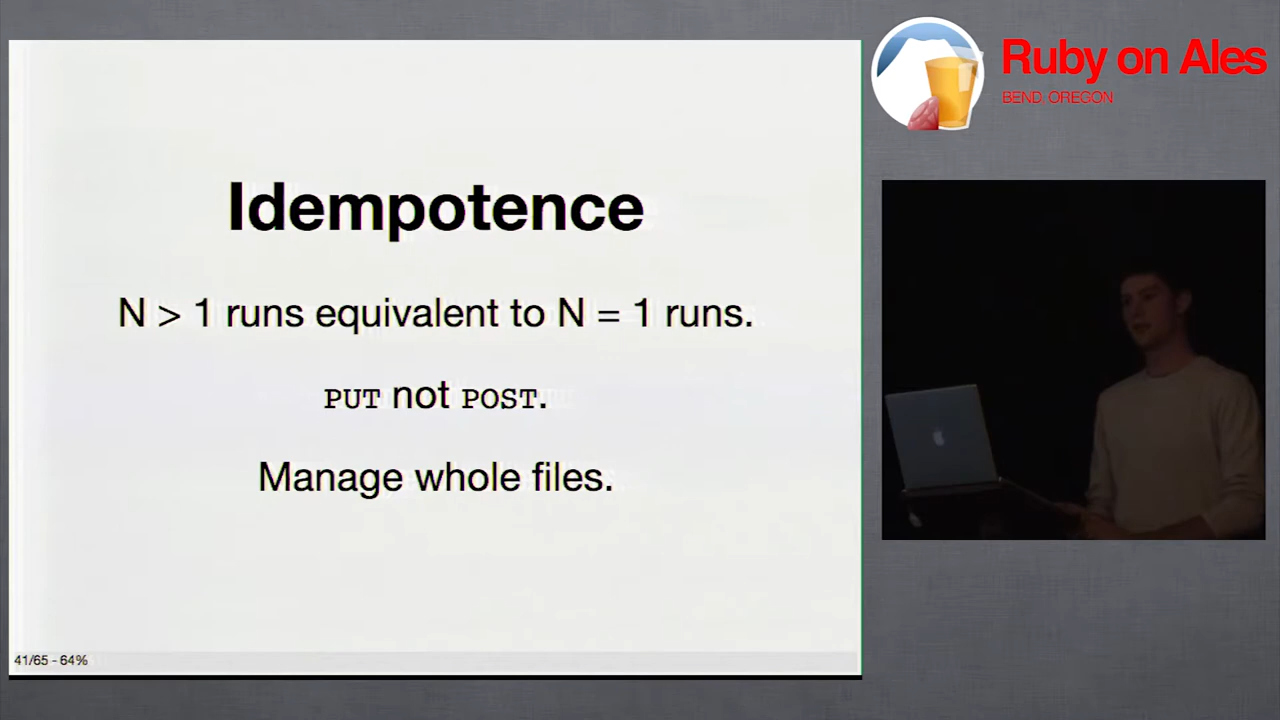 Ruby on Ales
BEND, OREGON
Idempotence
N > 1 runs equivalent to N = 1 runs.
PUT not POST.
Manage whole files.
41/65 - 64%